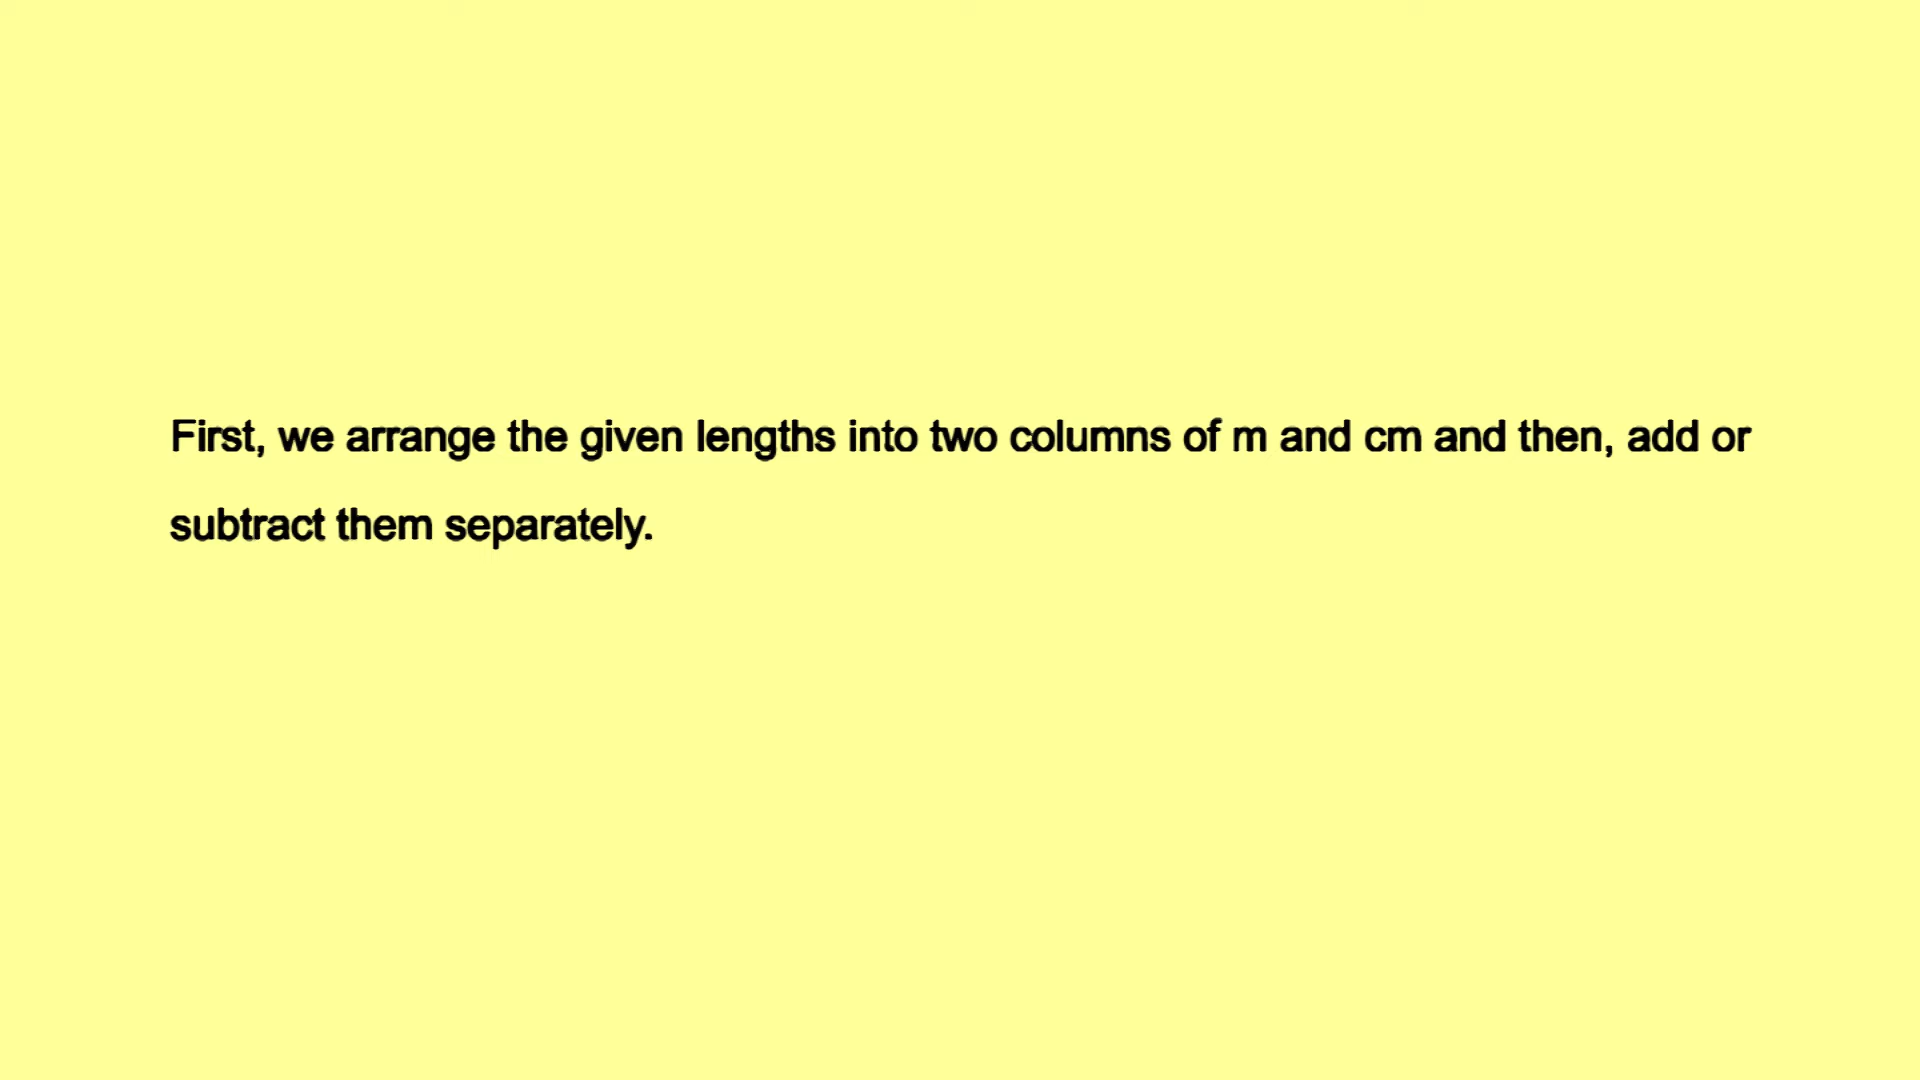 First, we arrange the given lengths into two columns of m and cm and then, add or
subtract them separately.